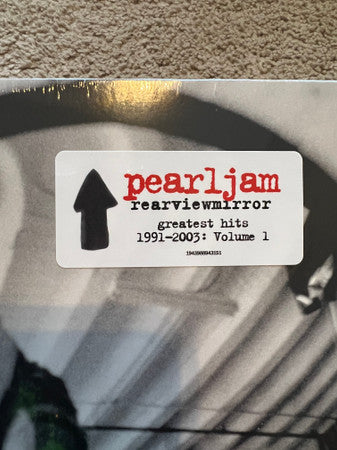 pearljam
rearviewmirror
greatest hits
1991-2003: Volume 1